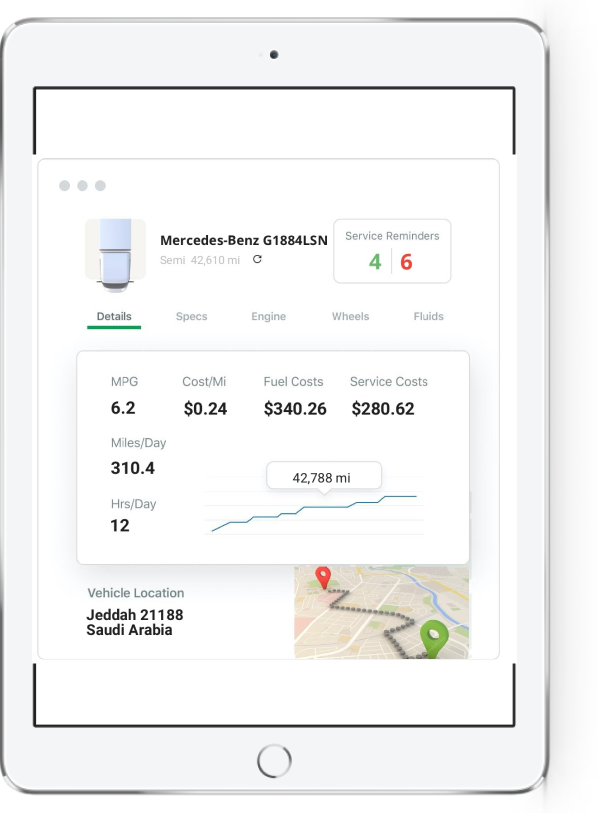 Mercedes-Benz G1884LSN
Semi 42,610 mi
Service Reminders
4 | 6
Details Specs Engine Wheels Fluids
MPG Cost/Mi Fuel Costs Service Costs
6.2 $0.24 $340.26 $280.62
Miles/Day
310.4
42,788 mi
Hrs/Day
12
Vehicle Location
Jeddah 21188
Saudi Arabia